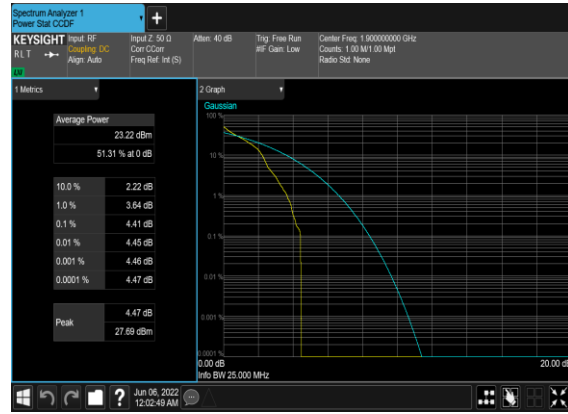 Spectrum Analyzer 1
Power Stat CCDF
KEYSIGHT
RLT
LNI
Input: RF
Coupling: DC
Align: Auto
Input Z: 50 Ω
Corr CCorr
Freq Ref: Int (S)
Atten: 40 dB
Trig: Free Run
#IF Gain: Low
Center Freq: 1.900000000 GHz
Counts: 1.00 M/1.00 Mpt
Radio Std: None
1 Metrics
Average Power
23.22 dBm
51.31 % at 0 dB
10.0 % 2.22 dB
1.0 % 3.64 dB
0.1 % 4.41 dB
0.01 % 4.45 dB
0.001 % 4.46 dB
0.0001 % 4.47 dB
Peak
4.47 dB
27.69 dBm
2 Graph
Gaussian
100 %
10 %
1 %
0.1 %
0.01 %
0.001 %
0.0001 %
0.00 dB
20.00 dB
Info BW 25.000 MHz
Jun 06, 2022
12:02:49 AM